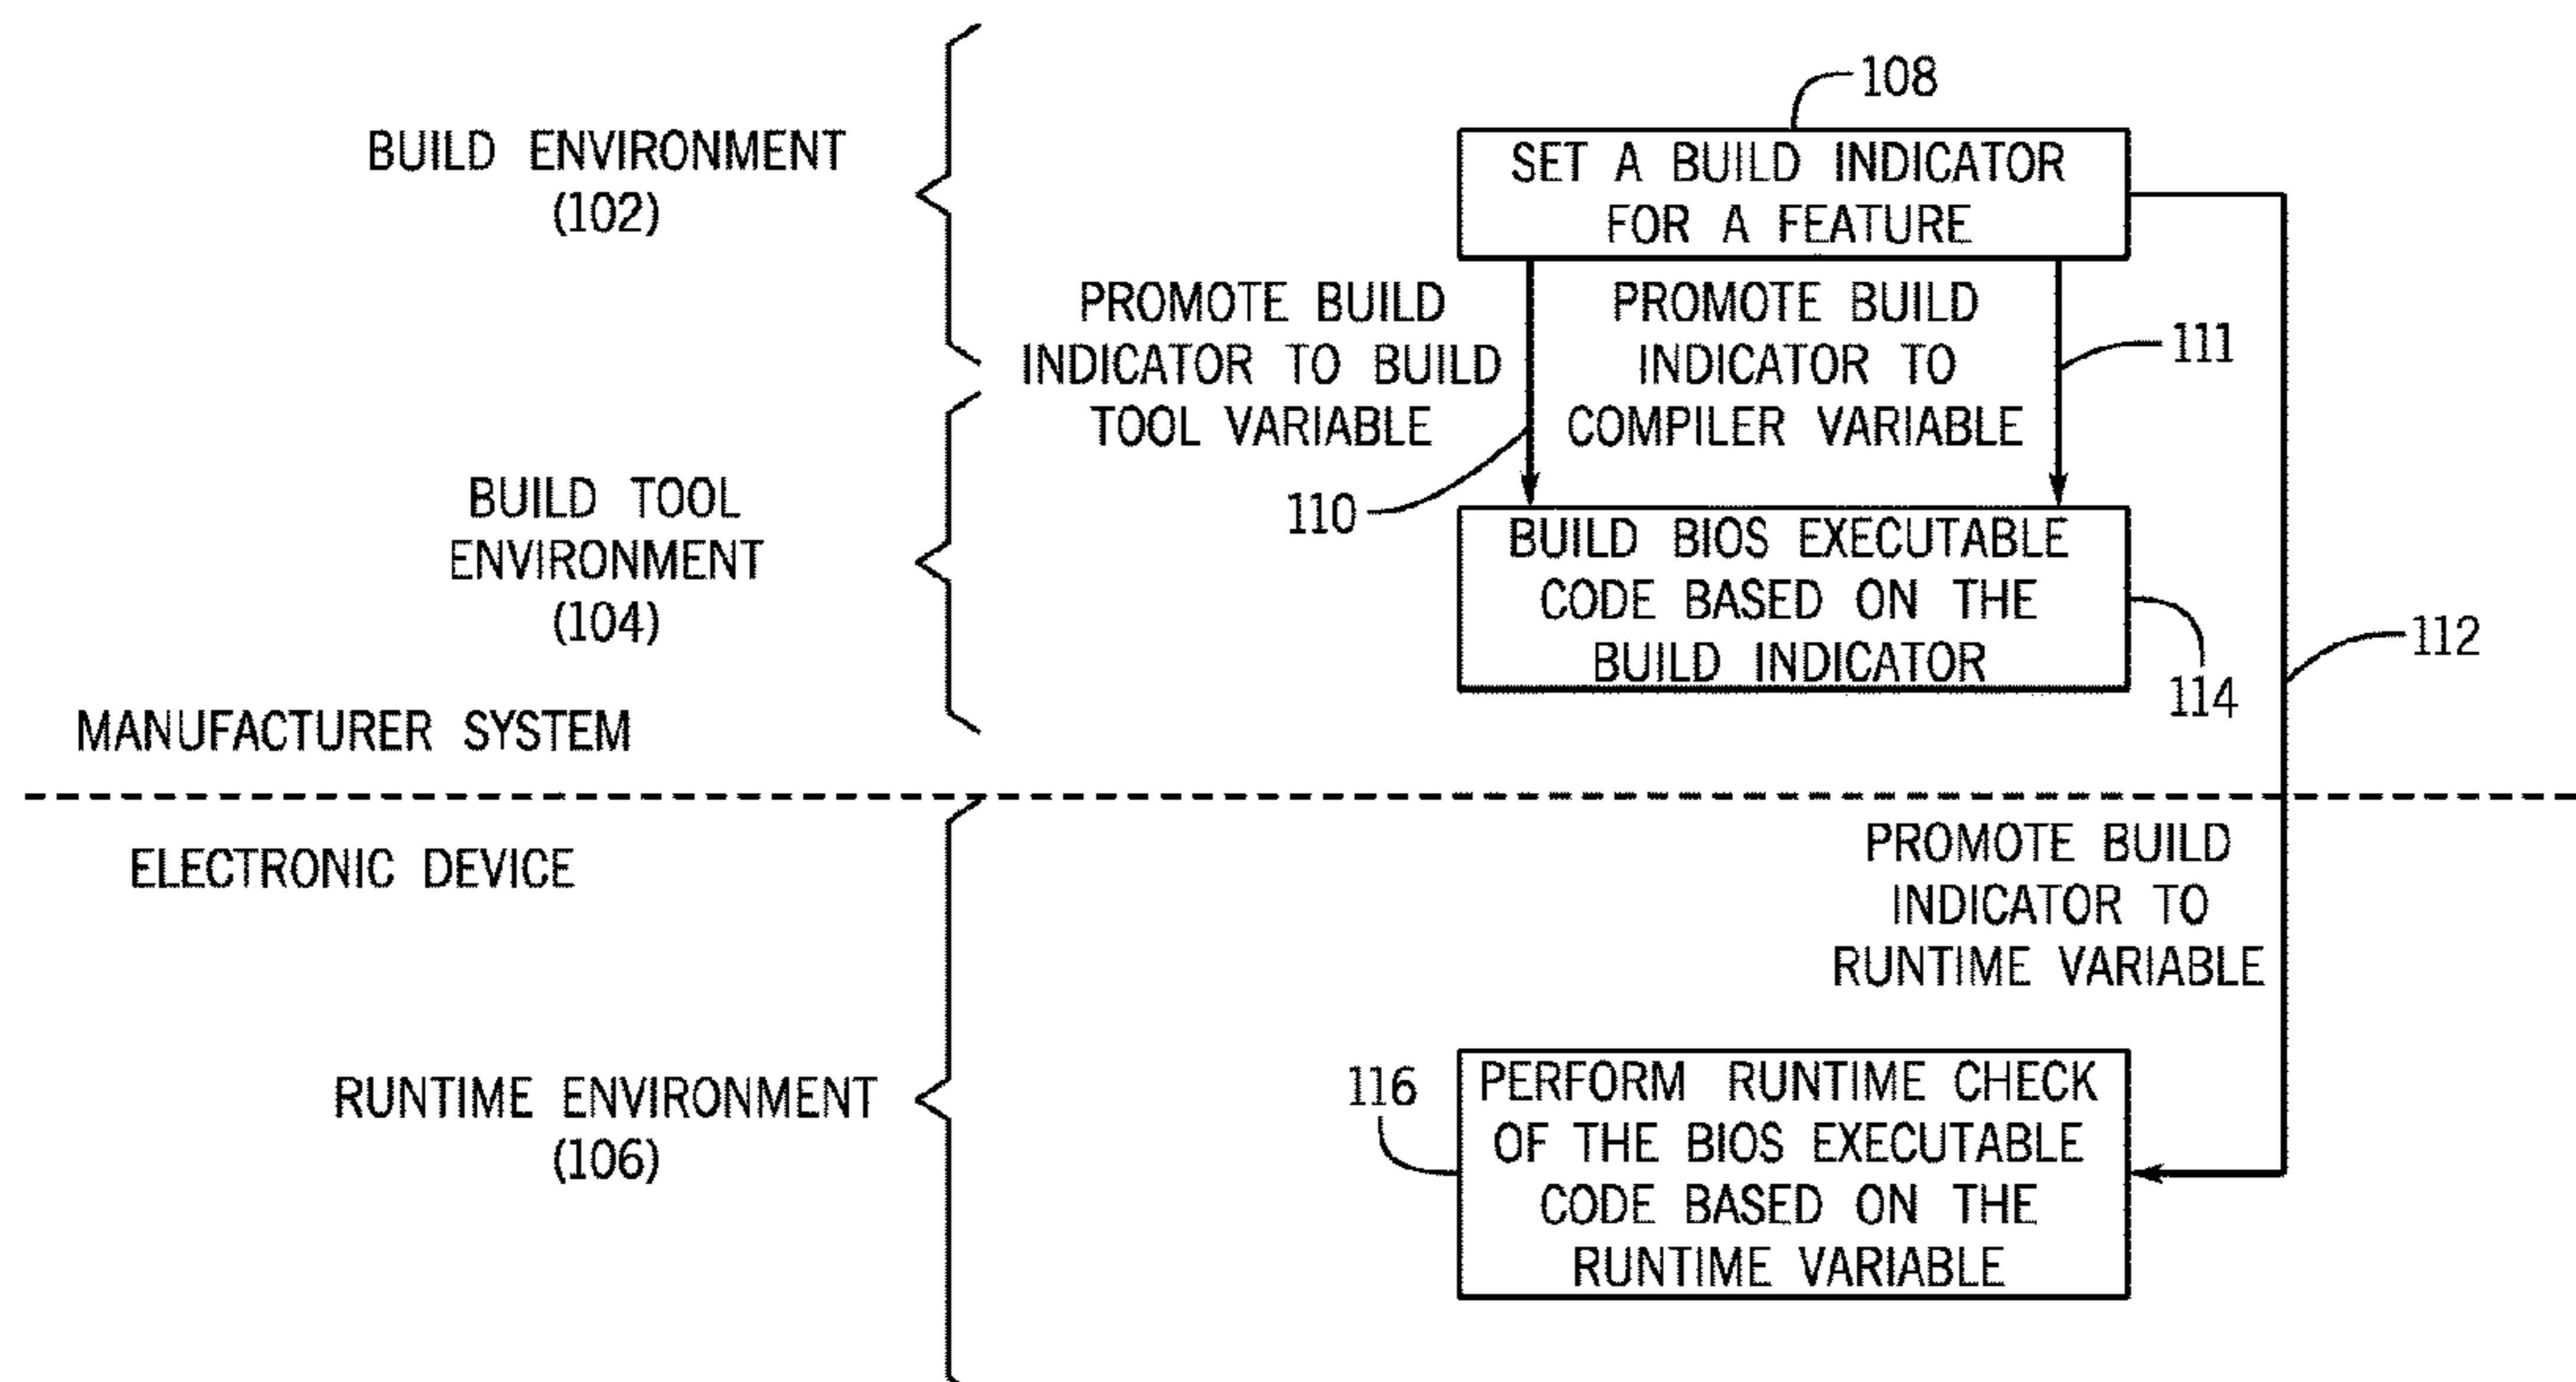 108
BUILD ENVIRONMENT
(102)
SET A BUILD INDICATOR
FOR A FEATURE
PROMOTE BUILD
INDICATOR TO BUILD
TOOL VARIABLE
PROMOTE BUILD
INDICATOR TO
COMPILER VARIABLE
111
110
BUILD TOOL
ENVIRONMENT
(104)
BUILD BIOS EXECUTABLE
CODE BASED ON THE
BUILD INDICATOR
112
114
MANUFACTURER SYSTEM
ELECTRONIC DEVICE
PROMOTE BUILD
INDICATOR TO
RUNTIME VARIABLE
RUNTIME ENVIRONMENT
(106)
116
PERFORM RUNTIME CHECK
OF THE BIOS EXECUTABLE
CODE BASED ON THE
RUNTIME VARIABLE